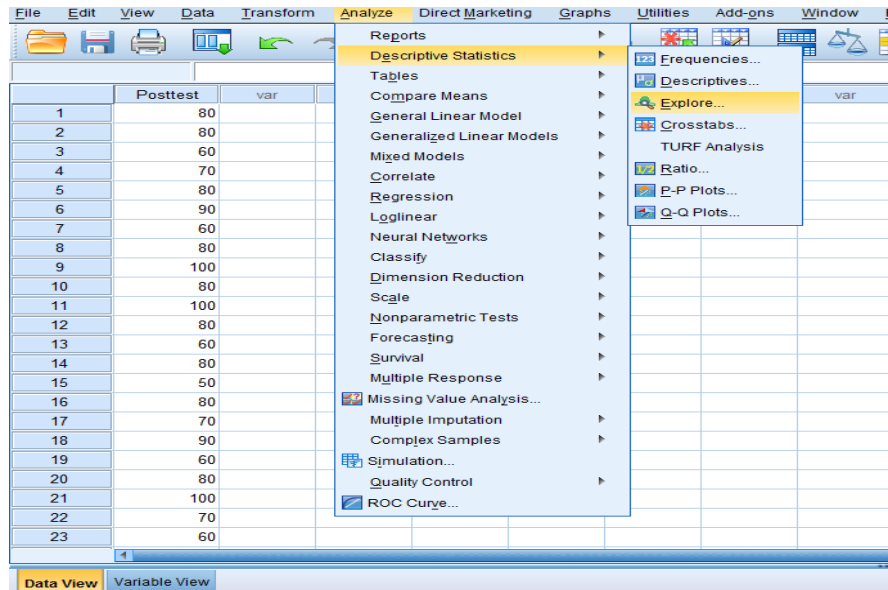 File Edit View Data Transform Analyze Direct Marketing Graphs Utilities Add-ons Window
Reports
Descriptive Statistics
Tables
Compare Means
General Linear Model
Generalized Linear Models
Mixed Models
Correlate
Regression
Loglinear
Neural Networks
Classify
Dimension Reduction
Scale
Nonparametric Tests
Forecasting
Survival
Multiple Response
Missing Value Analysis...
Multiple Imputation
Complex Samples
Simulation...
Quality Control
ROC Curve...
Frequencies...
Descriptives...
Explore...
Crosstabs...
TURF Analysis
Ratio...
P-P Plots...
Q-Q Plots...
Posttest var var
1 80
2 80
3 60
4 70
5 80
6 90
7 60
8 80
9 100
10 80
11 100
12 80
13 60
14 80
15 50
16 80
17 70
18 90
19 60
20 80
21 100
22 70
23 60
Data View Variable View